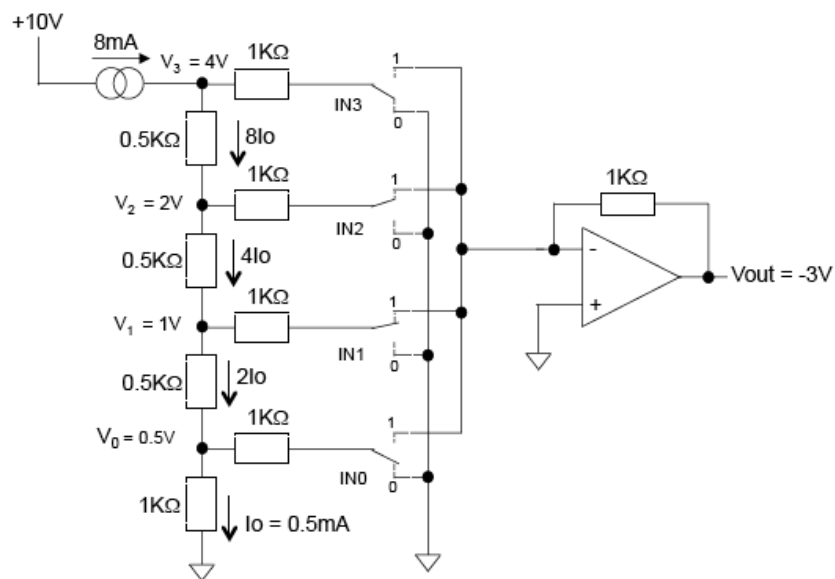 +10V
8mA
V3 = 4V
1KΩ
IN3
1
0
0.5KΩ
8Io
V2 = 2V
1KΩ
IN2
1
0
0.5KΩ
4Io
V1 = 1V
1KΩ
IN1
1
0
0.5KΩ
2Io
V0 = 0.5V
1KΩ
IN0
1
0
1KΩ
Io = 0.5mA
1KΩ
-
+
Vout = -3V